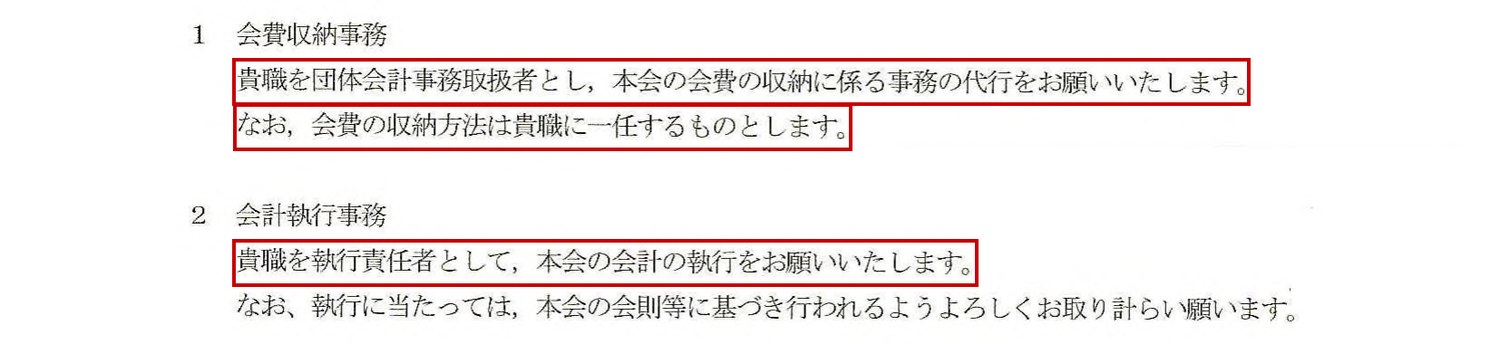 1 会費収納事務
貴職を団体会計事務取扱者とし，本会の会費の収納に係る事務の代行をお願いいたします。
なお，会費の収納方法は貴職に一任するものとします。
2 会計執行事務
貴職を執行責任者として，本会の会計の執行をお願いいたします。
なお、執行に当たっては，本会の会則等に基づき行われるようよろしくお取り計らい願います。